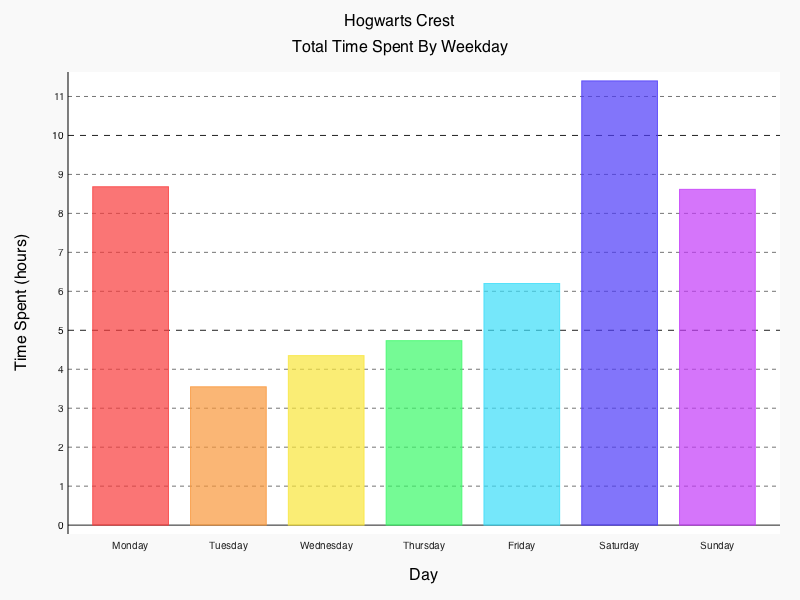 Hogwarts Crest
Total Time Spent By Weekday
Time Spent (hours)
11
10
9
8
7
6
5
4
3
2
1
0
Monday Tuesday Wednesday Thursday Friday Saturday Sunday
Day